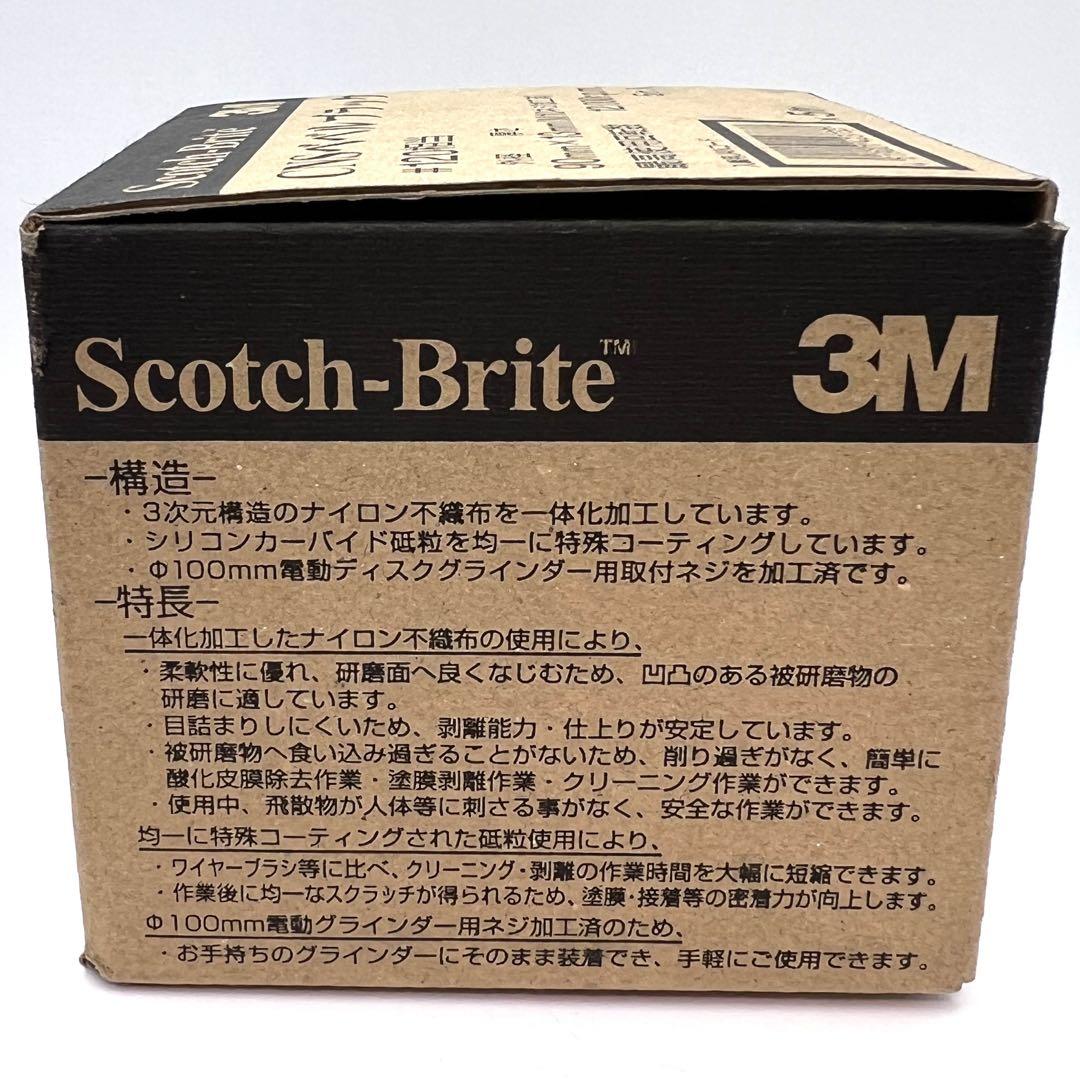 Scotch-Brite 3M
#120相当
Scotch-Brite™ 3M
−構造−
・3次元構造のナイロン不織布を一体化加工しています。
・シリコンカーバイド砥粒を均一に特殊コーティングしています。
・Φ100mm電動ディスクグラインダー用取付ネジを加工済です。
−特長−
一体化加工したナイロン不織布の使用により、
・柔軟性に優れ、研磨面へ良くなじむため、凹凸のある被研磨物の
研磨に適しています。
・目詰まりしにくいため、剥離能力・仕上りが安定しています。
・被研磨物へ食い込み過ぎることがないため、削り過ぎがなく、簡単に
酸化皮膜除去作業・塗膜剥離作業・クリーニング作業ができます。
・使用中、飛散物が人体等に刺さる事がなく、安全な作業ができます。
均一に特殊コーティングされた砥粒使用により、
・ワイヤーブラシ等に比べ、クリーニング・剥離の作業時間を大幅に短縮できます。
・作業後に均一なスクラッチが得られるため、塗膜・接着等の密着力が向上します。
Φ100mm電動グラインダー用ネジ加工済のため、
・お手持ちのグラインダーにそのまま装着でき、手軽にご使用できます。